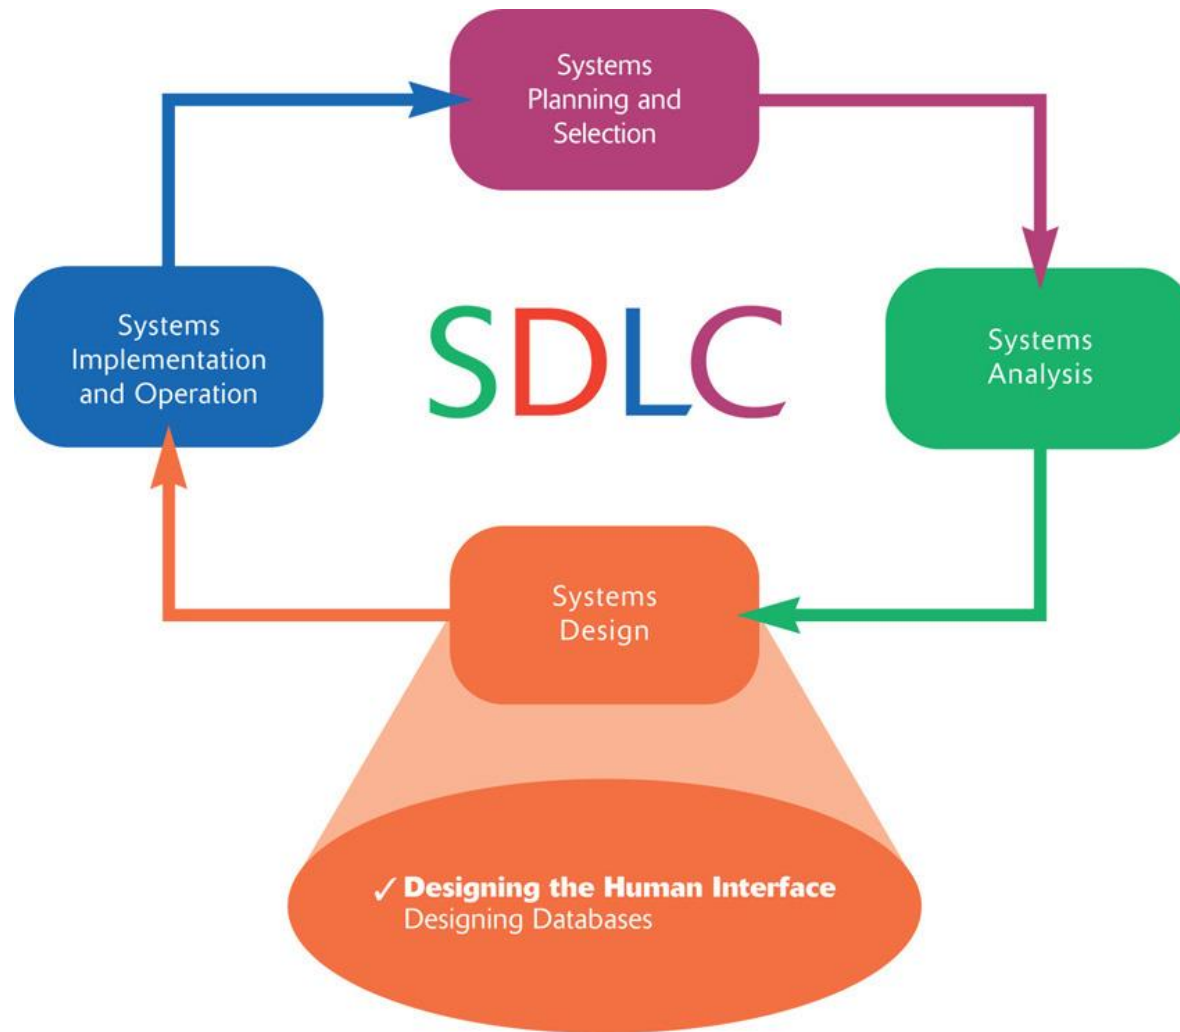 Systems
Planning and
Selection
Systems
Implementation
and Operation
SDLC
Systems
Analysis
Systems
Design
✓ Designing the Human Interface
Designing Databases